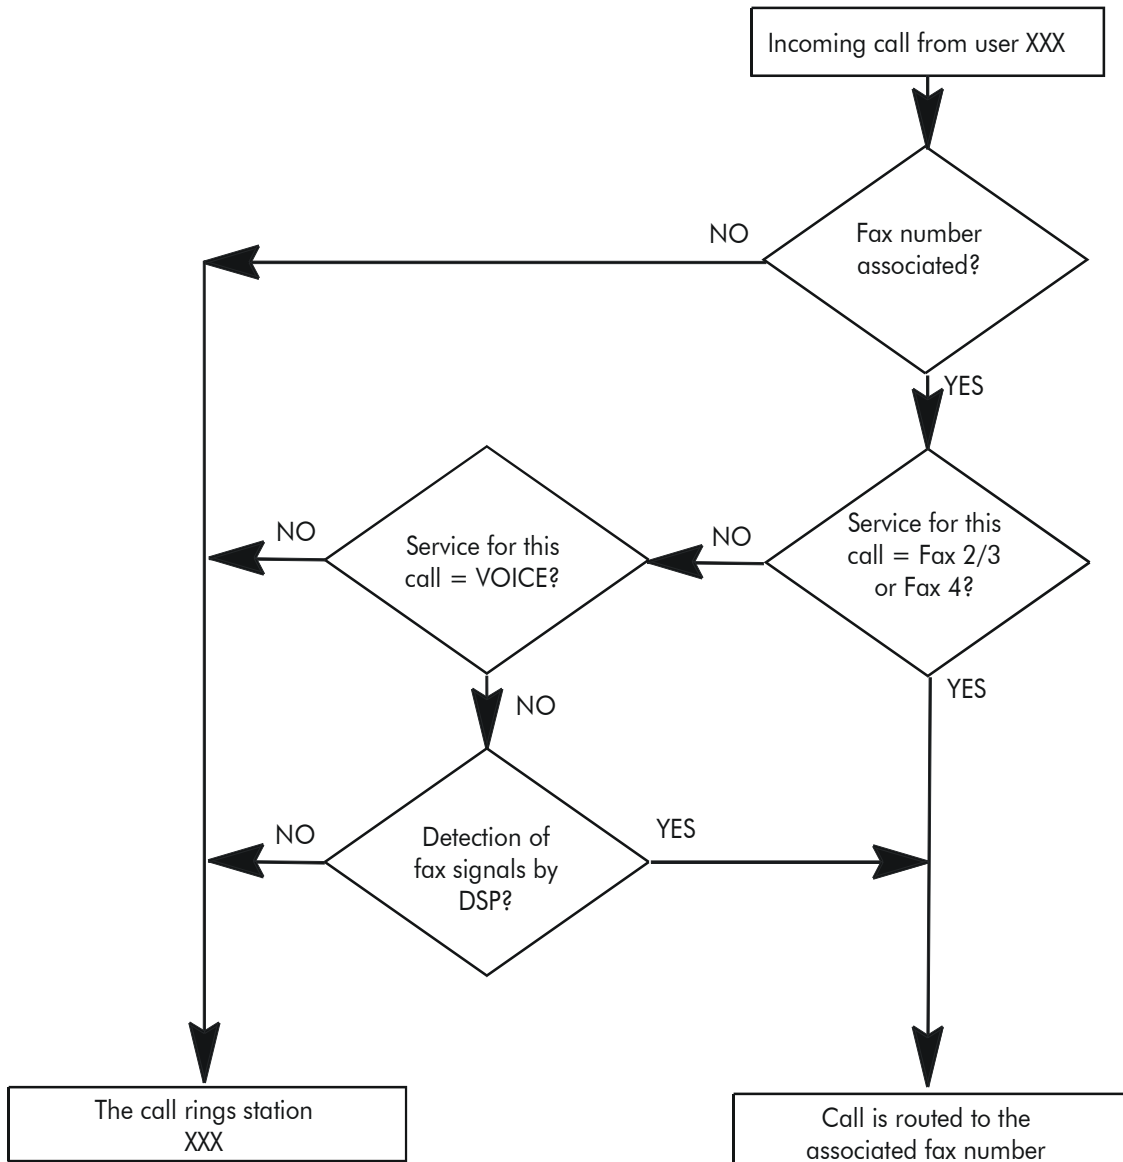 Incoming call from user XXX
NO
Fax number
associated?
YES
NO
Service for this
call = VOICE?
NO
Service for this
call = Fax 2/3
or Fax 4?
NO
YES
NO
Detection of
fax signals by
DSP?
YES
The call rings station
XXX
Call is routed to the
associated fax number